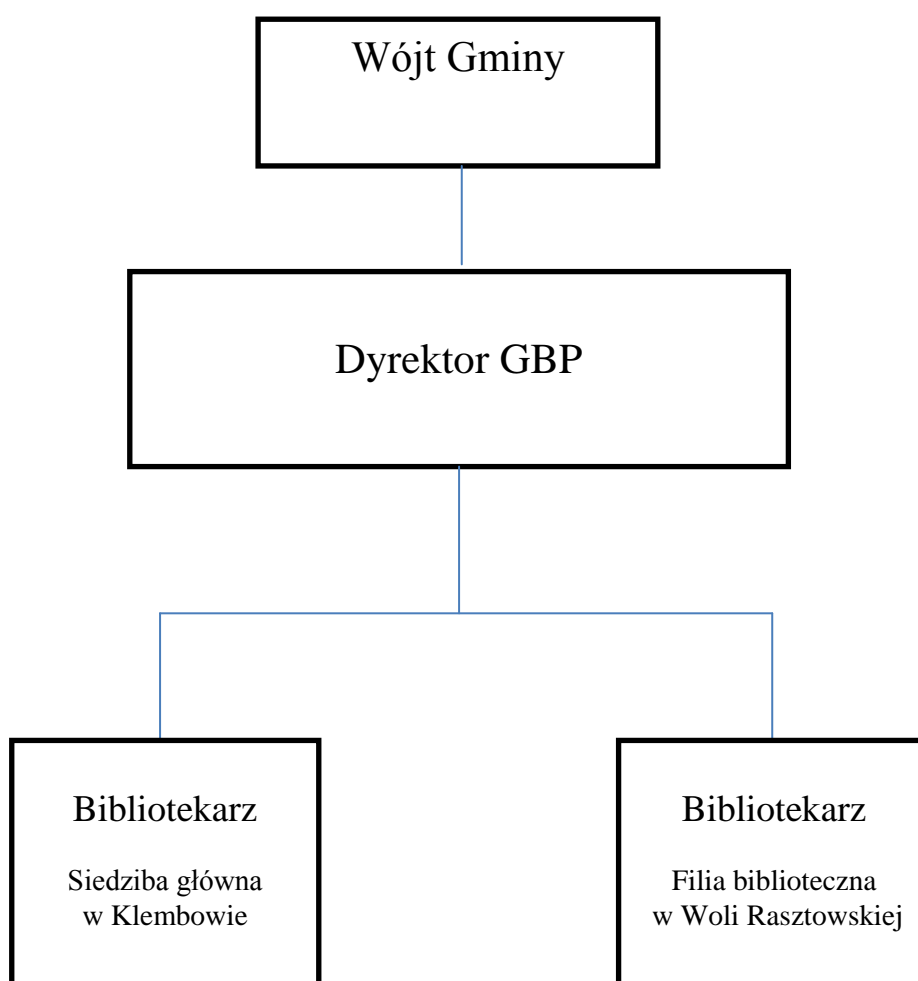 Wójt Gminy
Dyrektor GBP
Bibliotekarz
Siedziba główna
w Klembowie
Bibliotekarz
Filia biblioteczna
w Woli Rasztowskiej